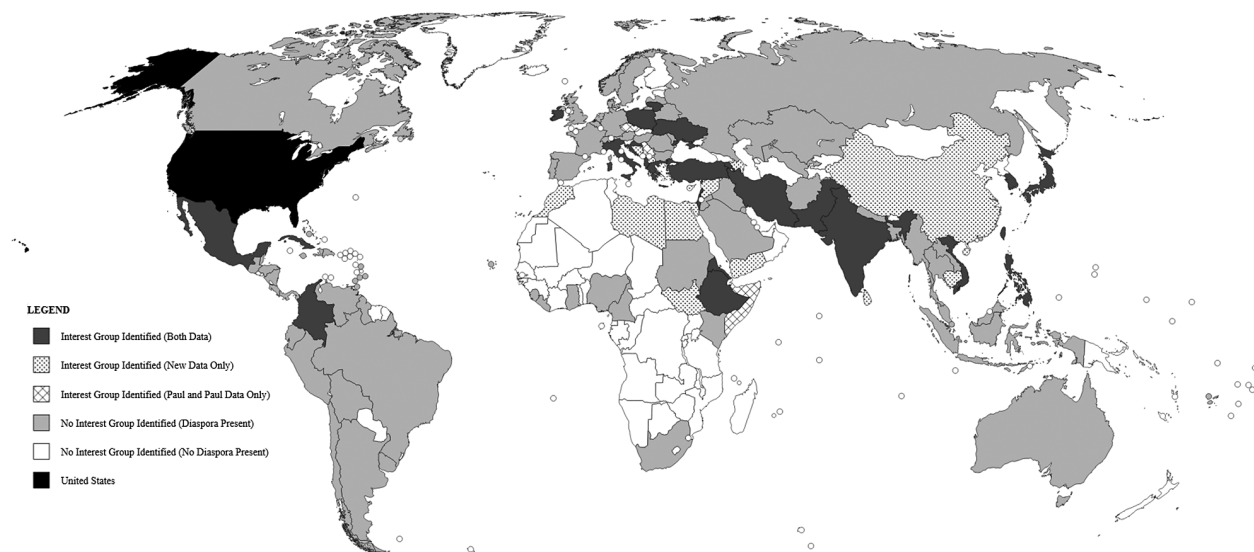 LEGEND
Interest Group Identified (Both Data)
Interest Group Identified (New Data Only)
Interest Group Identified (Paul and Paul Data Only)
No Interest Group Identified (Diaspora Present)
No Interest Group Identified (No Diaspora Present)
United States